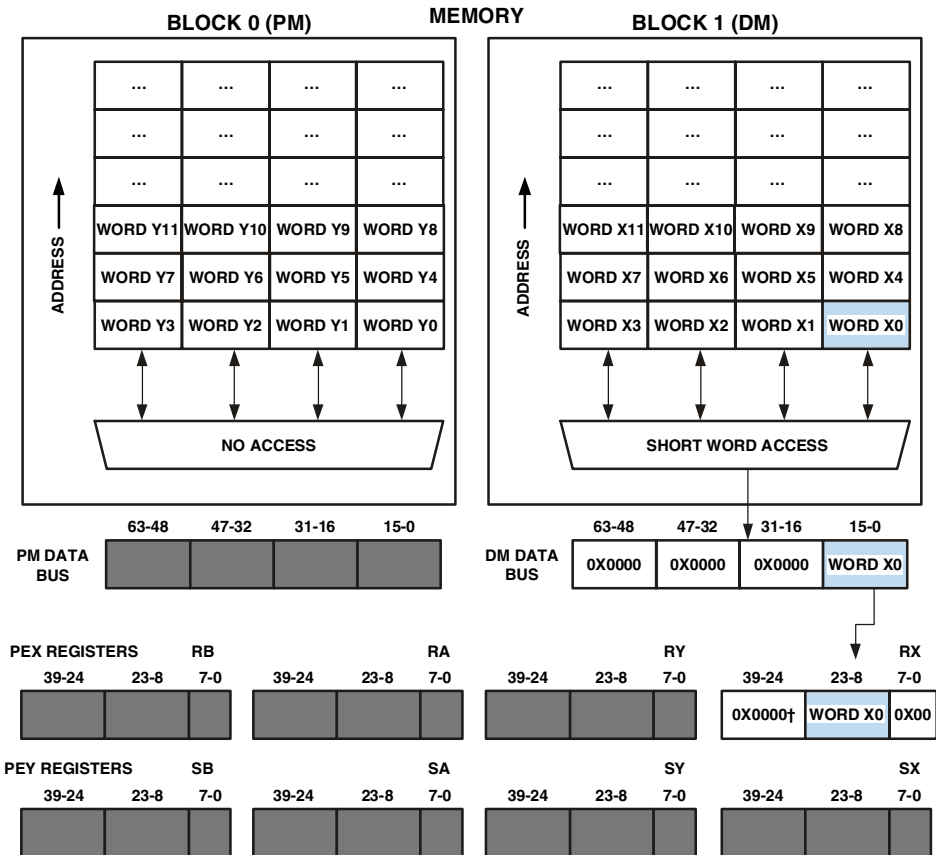 MEMORY
BLOCK 0 (PM) BLOCK 1 (DM)
... ... ... ... ... ... ... ...
... ... ... ... ... ... ... ...
... ... ... ... ... ... ... ...
WORD Y11 WORD Y10 WORD Y9 WORD Y8 WORD X11 WORD X10 WORD X9 WORD X8
ADDRESS ADDRESS
WORD Y7 WORD Y6 WORD Y5 WORD Y4 WORD X7 WORD X6 WORD X5 WORD X4
WORD Y3 WORD Y2 WORD Y1 WORD Y0 WORD X3 WORD X2 WORD X1 WORD X0
NO ACCESS SHORT WORD ACCESS
63-48 47-32 31-16 15-0 63-48 47-32 31-16 15-0
PM DATA
BUS
DM DATA
BUS
0X0000 0X0000 0X0000 WORD X0
PEX REGISTERS RB RA RY RX
39-24 23-8 7-0 39-24 23-8 7-0 39-24 23-8 7-0 39-24 23-8 7-0
0X0000† WORD X0 0X00
PEY REGISTERS SB SA SY SX
39-24 23-8 7-0 39-24 23-8 7-0 39-24 23-8 7-0 39-24 23-8 7-0